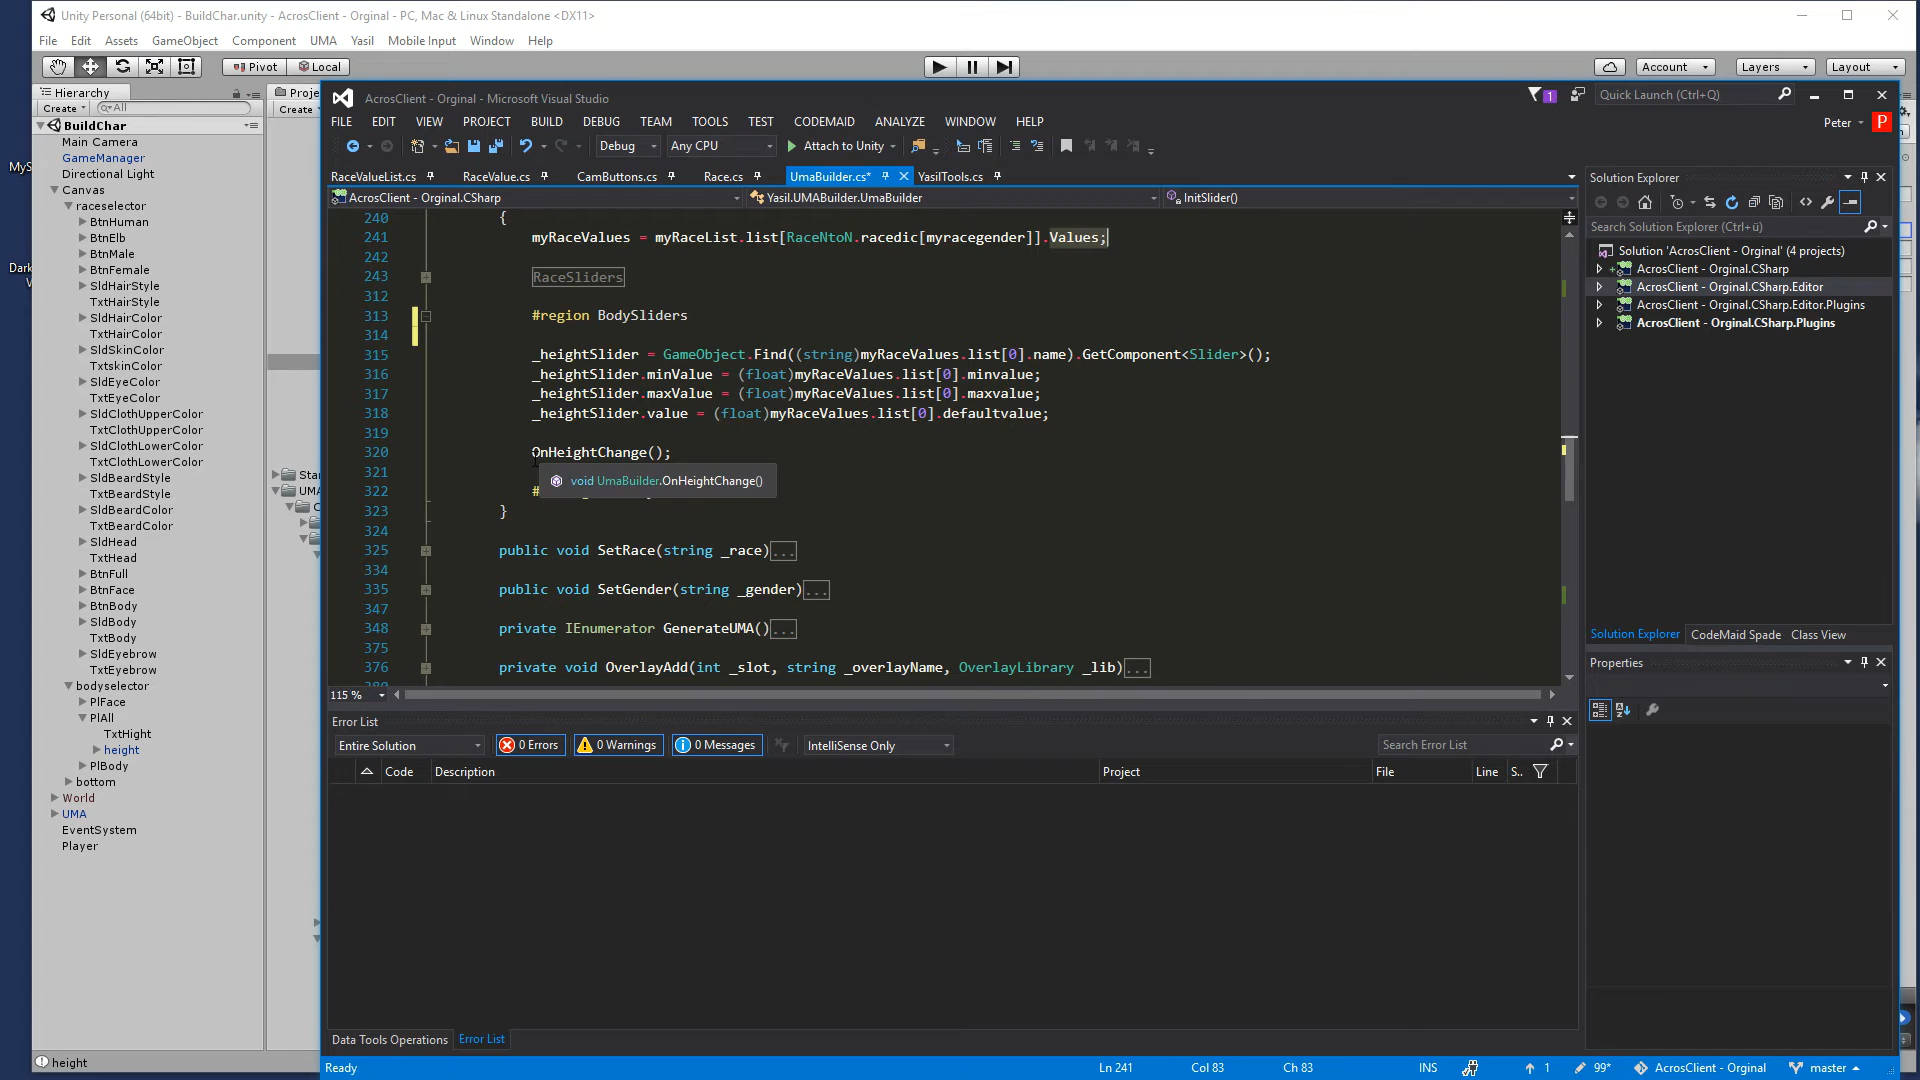 Unity Personal (64bit) - BuildChar.unity - AcrosClient - Orginal - PC, Mac & Linux Standalone <DX11>
File Edit Assets GameObject Component UMA Yasil Mobile Input Window Help
Pivot Local Account Layers Layout
Hierarchy
Create All
BuildChar
Main Camera
GameManager
Directional Light
Canvas
raceselector
BtnHuman
BtnElb
BtnMale
BtnFemale
SldHairStyle
TxtHairStyle
SldHairColor
TxtHairColor
SldSkinColor
TxtskinColor
SldEyeColor
TxtEyeColor
SldClothUpperColor
TxtClothUpperColor
SldClothLowerColor
TxtClothLowerColor
SldBeardStyle
TxtBeardStyle
SldBeardColor
TxtBeardColor
SldHead
TxtHead
BtnFull
BtnFace
BtnBody
SldBody
TxtBody
SldEyebrow
TxtEyebrow
bodyselector
PlFace
PlAll
TxtHight
height
PlBody
bottom
World
UMA
EventSystem
Player
height
Proje
Create
Star
UMA
C
MyS
Dark
AcrosClient - Orginal - Microsoft Visual Studio
1 Quick Launch (Ctrl+Q)
FILE EDIT VIEW PROJECT BUILD DEBUG TEAM TOOLS TEST CODEMAID ANALYZE WINDOW HELP
Peter P
Debug Any CPU Attach to Unity
RaceValueList.cs RaceValue.cs CamButtons.cs Race.cs UmaBuilder.cs* YasilTools.cs
AcrosClient - Orginal.CSharp Yasil.UMABuilder.UmaBuilder InitSlider()
240 {
241 myRaceValues = myRaceList.list[RaceNtoN.racedic[myracegender]].Values;
242
243 RaceSliders
312
313 #region BodySliders
314
315 _heightSlider = GameObject.Find((string)myRaceValues.list[0].name).GetComponent<Slider>();
316 _heightSlider.minValue = (float)myRaceValues.list[0].minvalue;
317 _heightSlider.maxValue = (float)myRaceValues.list[0].maxvalue;
318 _heightSlider.value = (float)myRaceValues.list[0].defaultvalue;
319
320 OnHeightChange();
321
void UmaBuilder.OnHeightChange()
322 #
323 }
324
325 public void SetRace(string _race)...
334
335 public void SetGender(string _gender)...
347
348 private IEnumerator GenerateUMA()...
375
376 private void OverlayAdd(int _slot, string _overlayName, OverlayLibrary _lib)...
115 %
Error List
Entire Solution 0 Errors 0 Warnings 0 Messages IntelliSense Only Search Error List
Code Description Project File Line S..
Data Tools Operations Error List
Ready Ln 241 Col 83 Ch 83 INS 1 99* AcrosClient - Orginal master
Solution Explorer
Search Solution Explorer (Ctrl+ü)
Solution 'AcrosClient - Orginal' (4 projects)
AcrosClient - Orginal.CSharp
AcrosClient - Orginal.CSharp.Editor
AcrosClient - Orginal.CSharp.Editor.Plugins
AcrosClient - Orginal.CSharp.Plugins
Solution Explorer CodeMaid Spade Class View
Properties